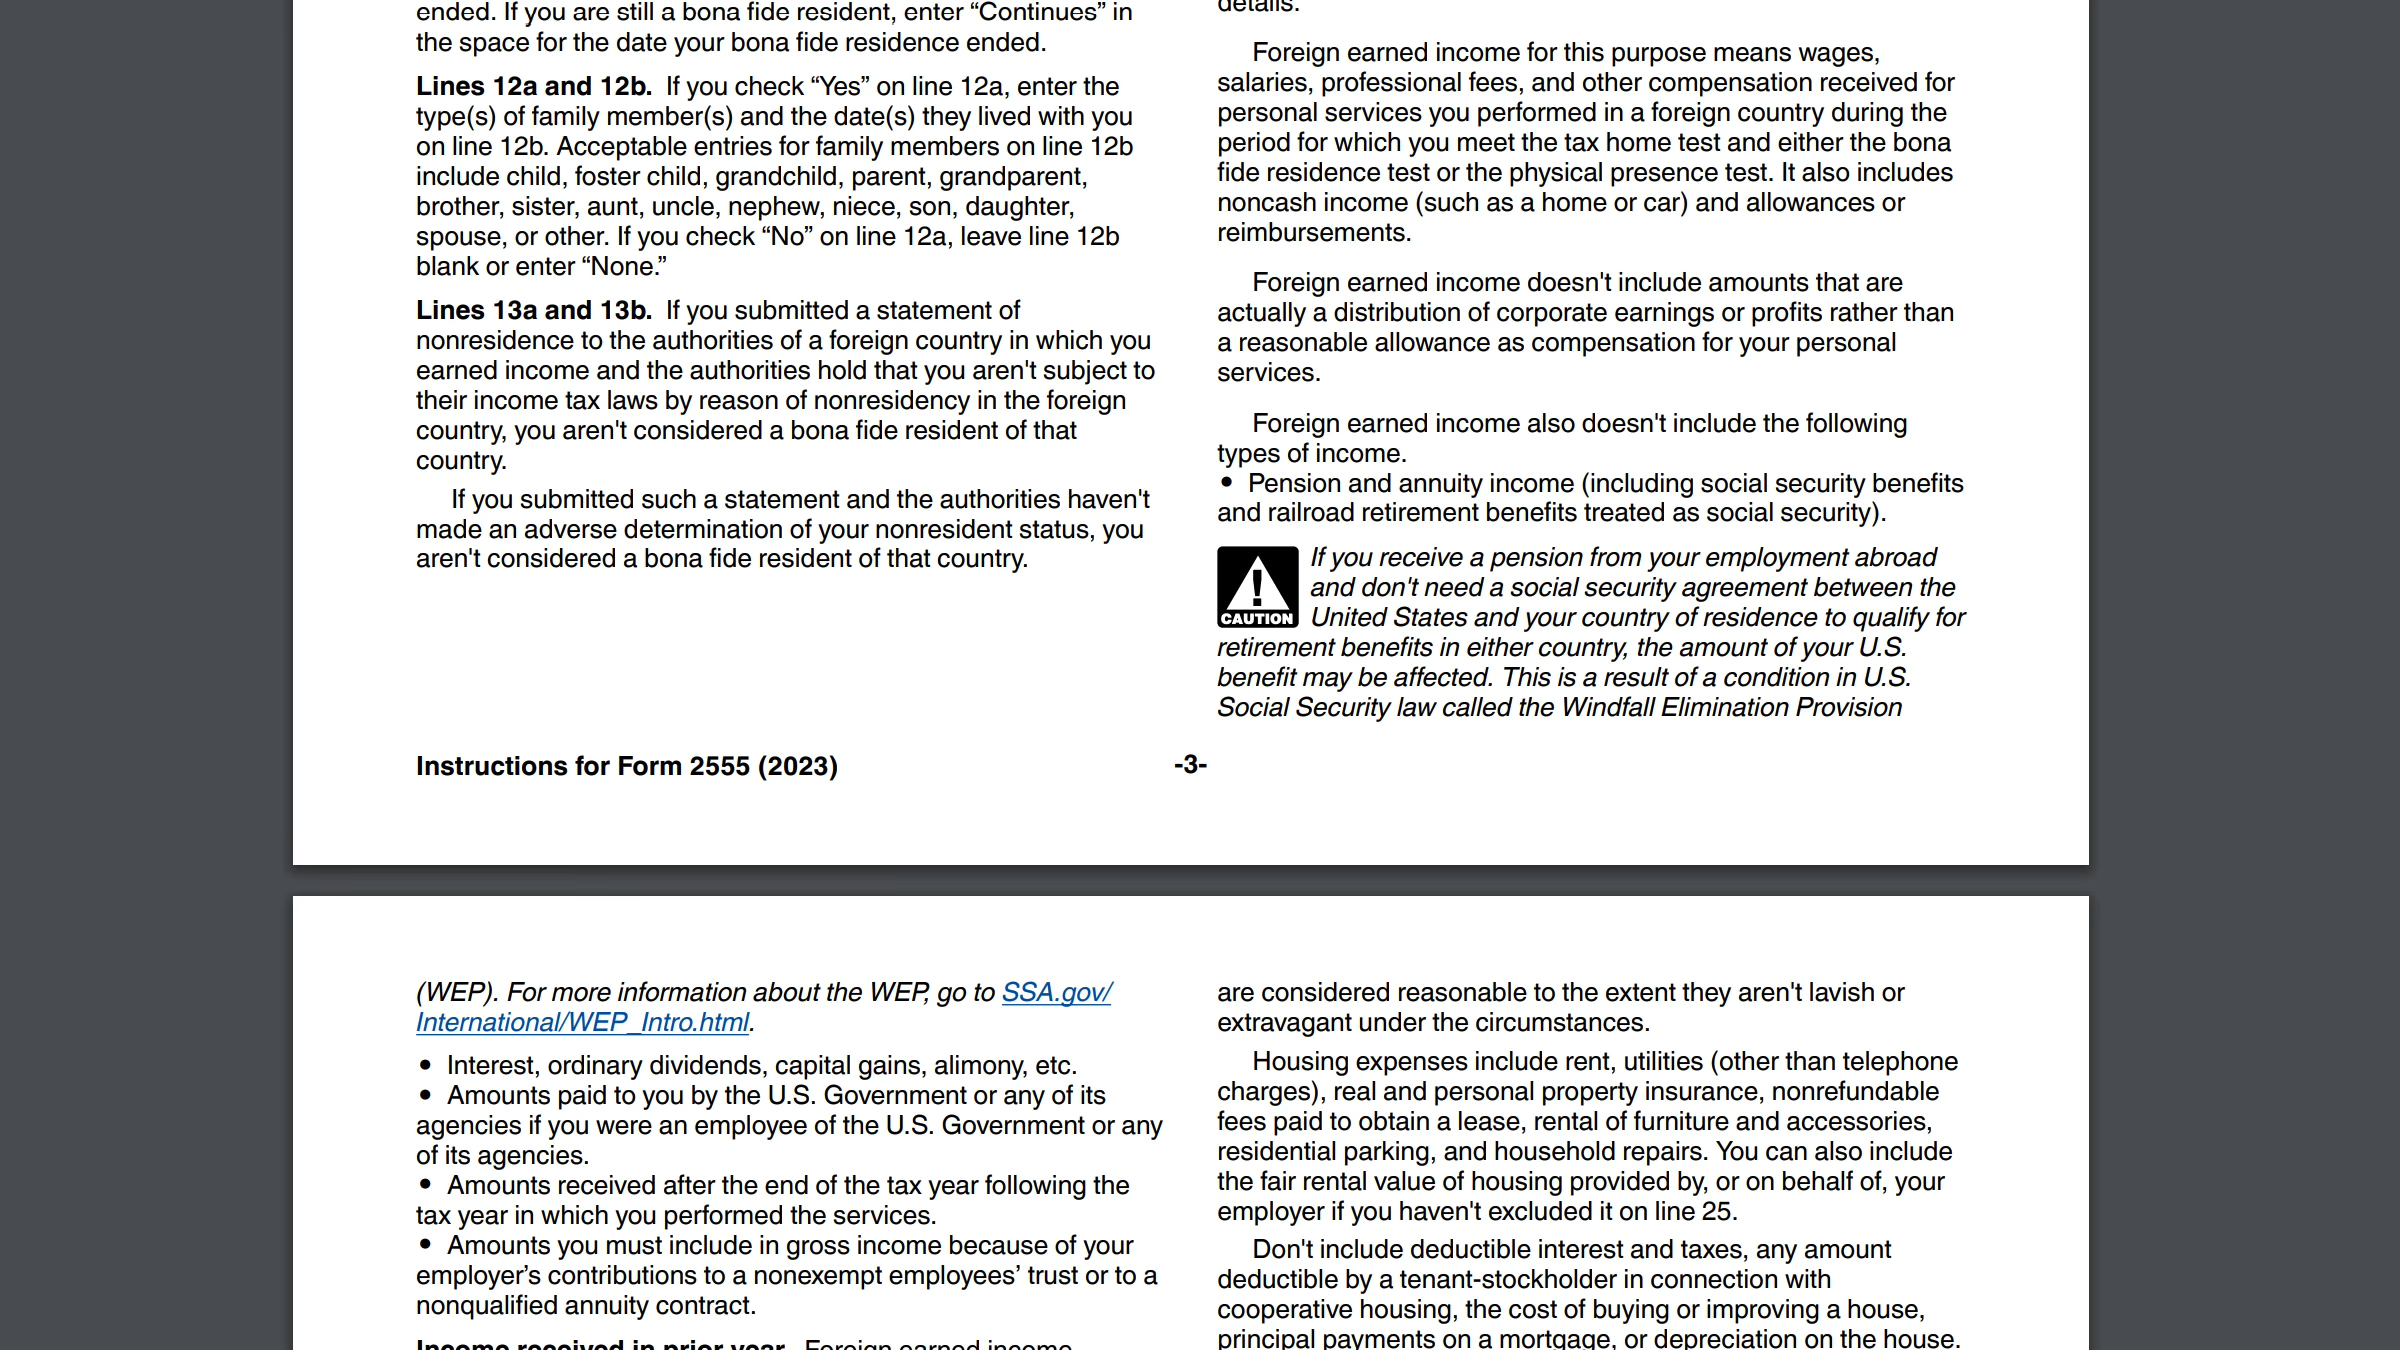 ended. If you are still a bona fide resident, enter “Continues” in
the space for the date your bona fide residence ended.
Lines 12a and 12b. If you check “Yes” on line 12a, enter the
type(s) of family member(s) and the date(s) they lived with you
on line 12b. Acceptable entries for family members on line 12b
include child, foster child, grandchild, parent, grandparent,
brother, sister, aunt, uncle, nephew, niece, son, daughter,
spouse, or other. If you check “No” on line 12a, leave line 12b
blank or enter “None.”
Lines 13a and 13b. If you submitted a statement of
nonresidence to the authorities of a foreign country in which you
earned income and the authorities hold that you aren't subject to
their income tax laws by reason of nonresidency in the foreign
country, you aren't considered a bona fide resident of that
country.
If you submitted such a statement and the authorities haven't
made an adverse determination of your nonresident status, you
aren't considered a bona fide resident of that country.
details.
Foreign earned income for this purpose means wages,
salaries, professional fees, and other compensation received for
personal services you performed in a foreign country during the
period for which you meet the tax home test and either the bona
fide residence test or the physical presence test. It also includes
noncash income (such as a home or car) and allowances or
reimbursements.
Foreign earned income doesn't include amounts that are
actually a distribution of corporate earnings or profits rather than
a reasonable allowance as compensation for your personal
services.
Foreign earned income also doesn't include the following
types of income.
• Pension and annuity income (including social security benefits
and railroad retirement benefits treated as social security).
CAUTION
If you receive a pension from your employment abroad
and don't need a social security agreement between the
United States and your country of residence to qualify for
retirement benefits in either country, the amount of your U.S.
benefit may be affected. This is a result of a condition in U.S.
Social Security law called the Windfall Elimination Provision
Instructions for Form 2555 (2023)
-3-
(WEP). For more information about the WEP, go to SSA.gov/
International/WEP_Intro.html.
• Interest, ordinary dividends, capital gains, alimony, etc.
• Amounts paid to you by the U.S. Government or any of its
agencies if you were an employee of the U.S. Government or any
of its agencies.
• Amounts received after the end of the tax year following the
tax year in which you performed the services.
• Amounts you must include in gross income because of your
employer’s contributions to a nonexempt employees’ trust or to a
nonqualified annuity contract.
Income received in prior year. Foreign earned income
are considered reasonable to the extent they aren't lavish or
extravagant under the circumstances.
Housing expenses include rent, utilities (other than telephone
charges), real and personal property insurance, nonrefundable
fees paid to obtain a lease, rental of furniture and accessories,
residential parking, and household repairs. You can also include
the fair rental value of housing provided by, or on behalf of, your
employer if you haven't excluded it on line 25.
Don't include deductible interest and taxes, any amount
deductible by a tenant-stockholder in connection with
cooperative housing, the cost of buying or improving a house,
principal payments on a mortgage, or depreciation on the house.